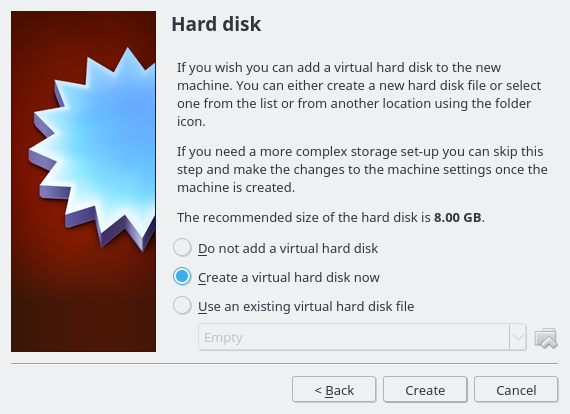 Hard disk
If you wish you can add a virtual hard disk to the new
machine. You can either create a new hard disk file or select
one from the list or from another location using the folder
icon.
If you need a more complex storage set-up you can skip this
step and make the changes to the machine settings once the
machine is created.
The recommended size of the hard disk is 8.00 GB.
Do not add a virtual hard disk
Create a virtual hard disk now
Use an existing virtual hard disk file
Empty
< Back
Create
Cancel